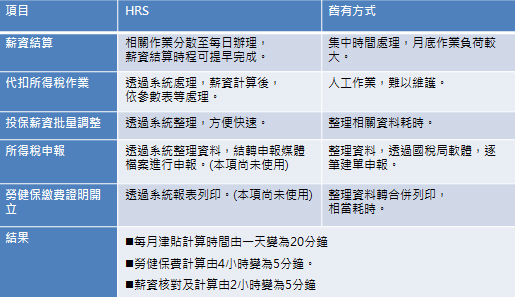 項目 HRS 舊有方式
薪資結算 相關作業分散至每日辦理， 集中時間處理，月底作業負荷較
薪資結算時程可提早完成。 大。
代扣所得稅作業 透過系統處理，薪資計算後， 人工作業，難以維護。
依參數表等處理。
投保薪資批量調整 透過系統整理，方便快速。 整理相關資料耗時。
所得稅申報 透過系統整理資料，結轉申報媒體 整理資料，透過國稅局軟體，逐
檔案進行申報。(本項尚未使用) 筆建單申報。
勞健保繳費證明開 透過系統報表列印。(本項尚未使用) 整理資料轉合併列印，
立 相當耗時。
結果 ■每月津貼計算時間由一天變為20分鐘
■勞健保費計算由4小時變為5分鐘。
■薪資核對及計算由2小時變為5分鐘